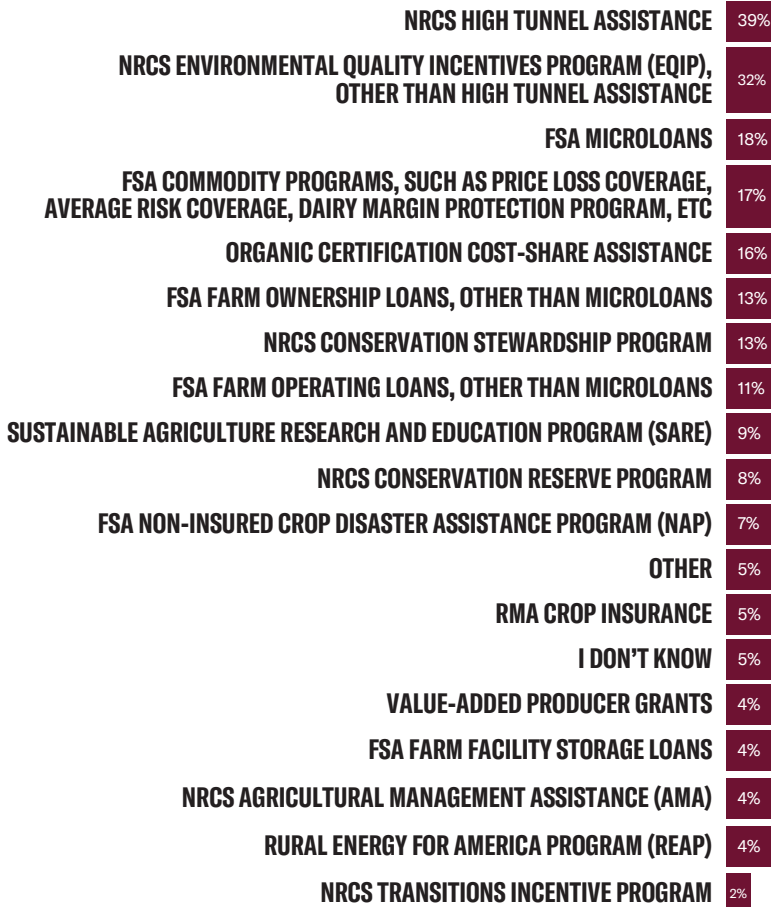 NRCS HIGH TUNNEL ASSISTANCE 39%
NRCS ENVIRONMENTAL QUALITY INCENTIVES PROGRAM (EQIP),
OTHER THAN HIGH TUNNEL ASSISTANCE 32%
FSA MICROLOANS 18%
FSA COMMODITY PROGRAMS, SUCH AS PRICE LOSS COVERAGE,
AVERAGE RISK COVERAGE, DAIRY MARGIN PROTECTION PROGRAM, ETC 17%
ORGANIC CERTIFICATION COST-SHARE ASSISTANCE 16%
FSA FARM OWNERSHIP LOANS, OTHER THAN MICROLOANS 13%
NRCS CONSERVATION STEWARDSHIP PROGRAM 13%
FSA FARM OPERATING LOANS, OTHER THAN MICROLOANS 11%
SUSTAINABLE AGRICULTURE RESEARCH AND EDUCATION PROGRAM (SARE) 9%
NRCS CONSERVATION RESERVE PROGRAM 8%
FSA NON-INSURED CROP DISASTER ASSISTANCE PROGRAM (NAP) 7%
OTHER 5%
RMA CROP INSURANCE 5%
I DON'T KNOW 5%
VALUE-ADDED PRODUCER GRANTS 4%
FSA FARM FACILITY STORAGE LOANS 4%
NRCS AGRICULTURAL MANAGEMENT ASSISTANCE (AMA) 4%
RURAL ENERGY FOR AMERICA PROGRAM (REAP) 4%
NRCS TRANSITIONS INCENTIVE PROGRAM 2%